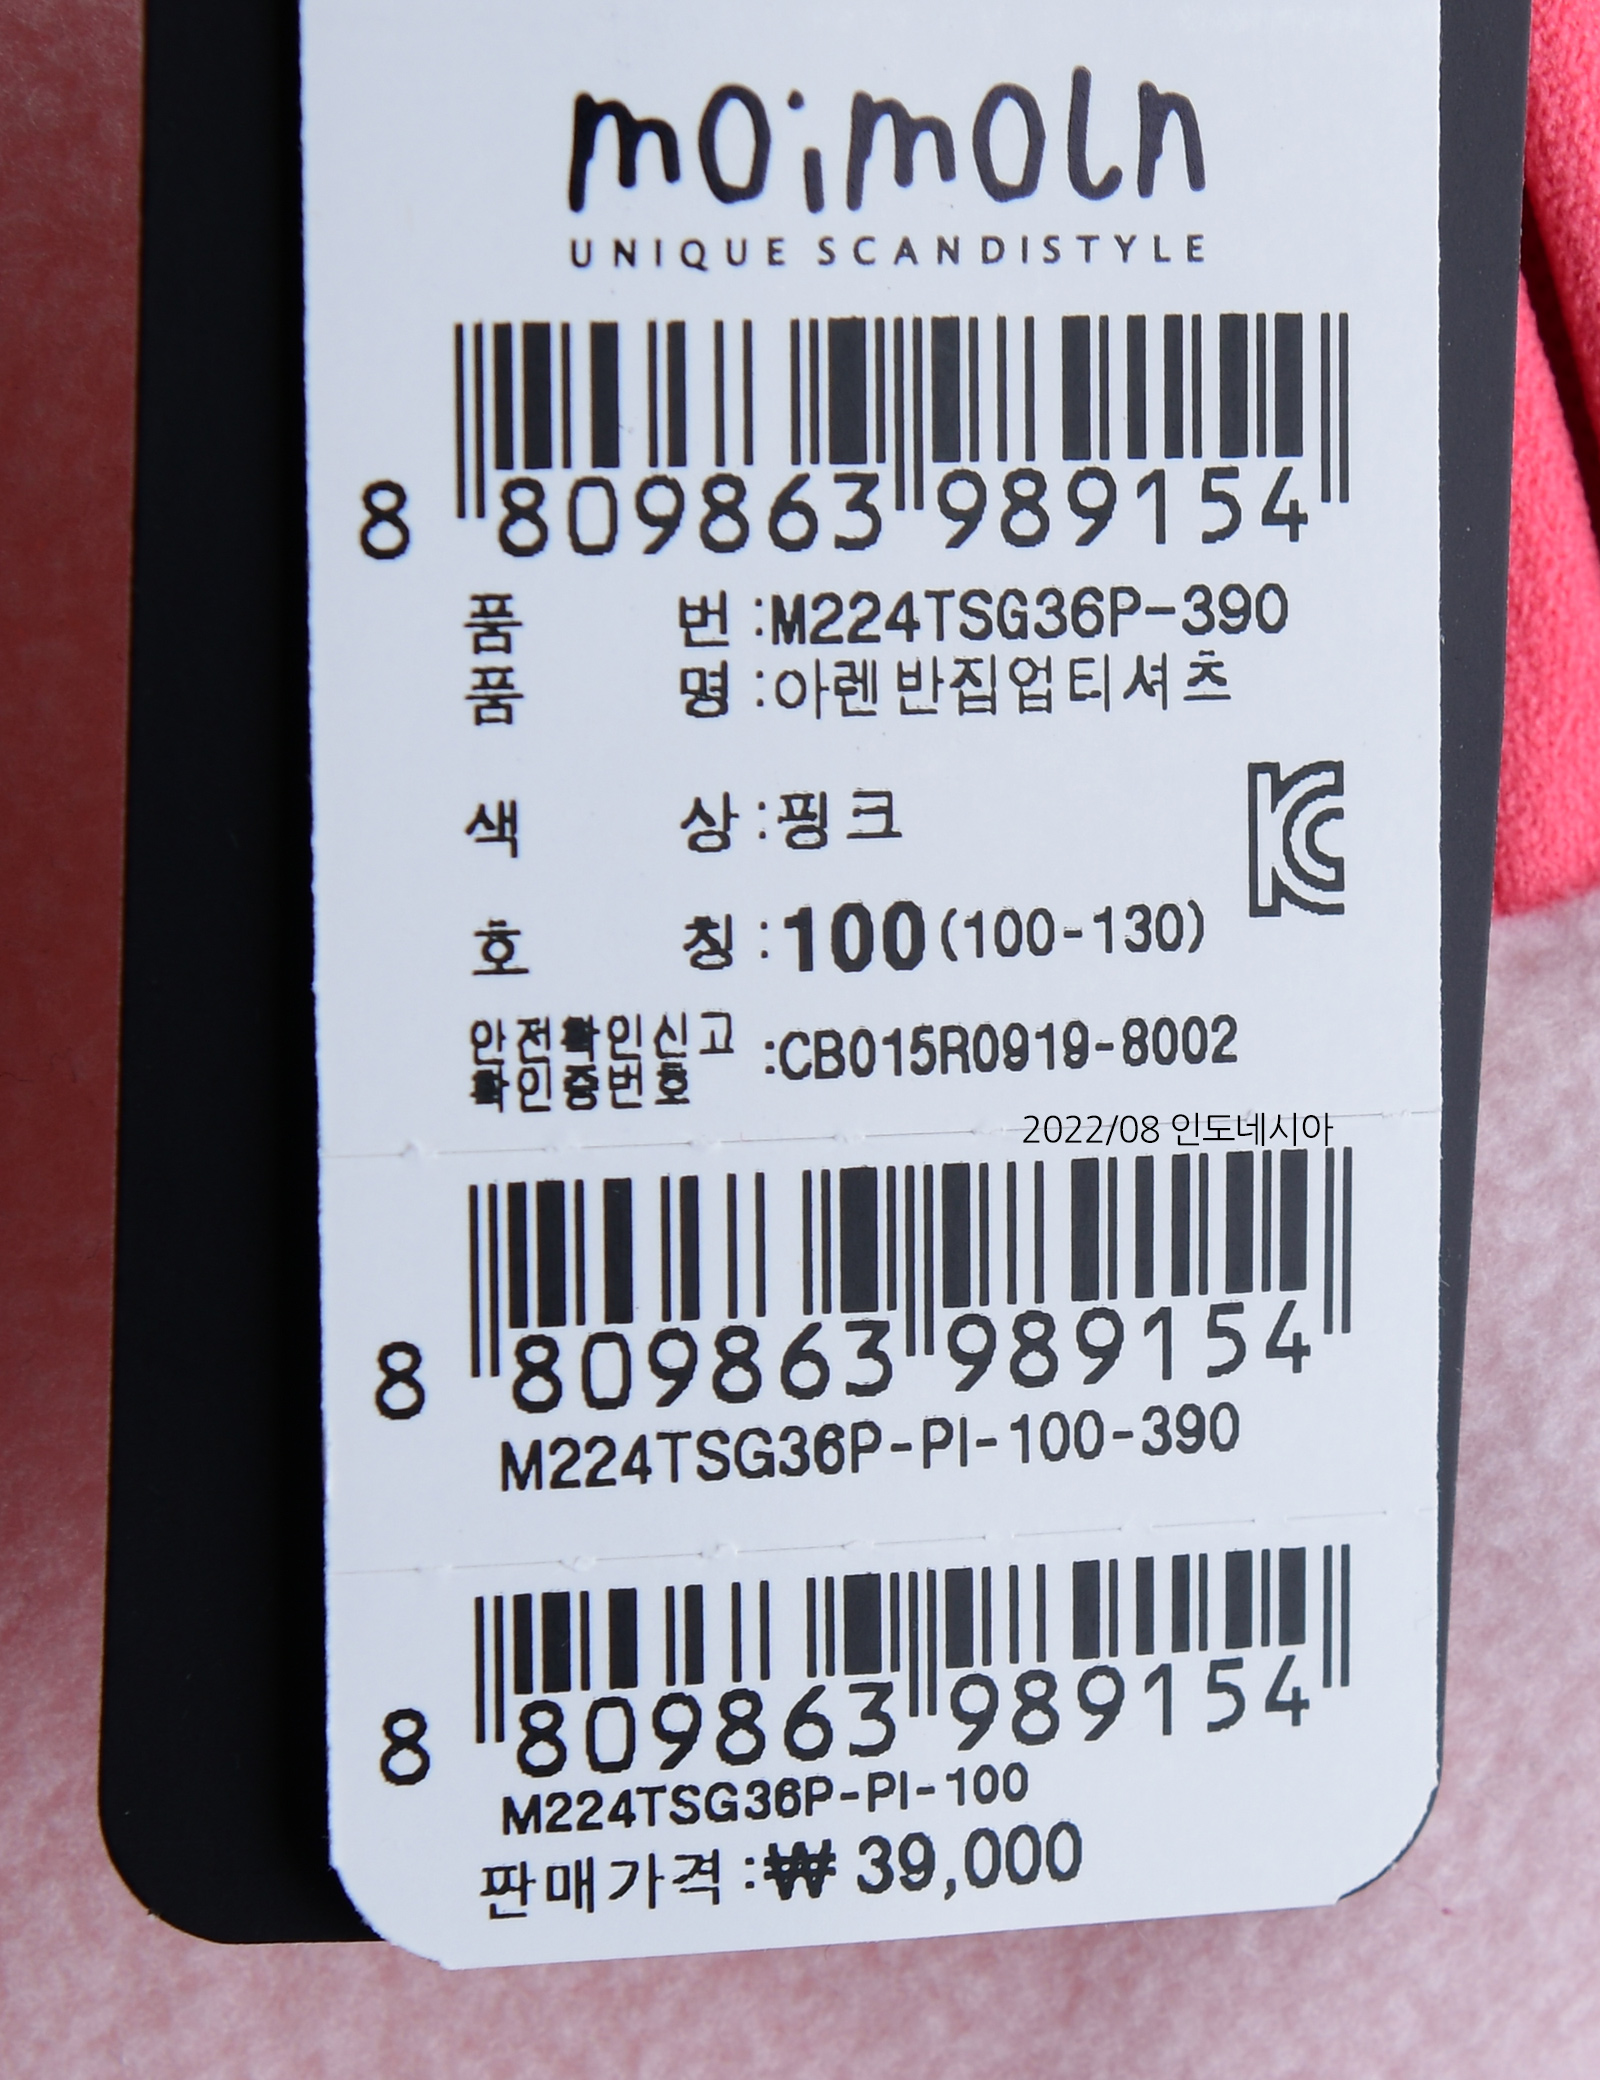 moimoln
UNIQUE SCANDISTYLE
8 809863 989154
품 번 :M224TSG36P-390
품 명 :아렌 반집업티셔츠
색 상 :핑크
KC
호 칭 :100(100-130)
안전확인신고
확인증번호 :CB015R0919-8002
2022/08 인도네시아
8 809863 989154
M224TSG36P-PI-100-390
8 809863 989154
M224TSG36P-PI-100
판매가격:₩ 39,000